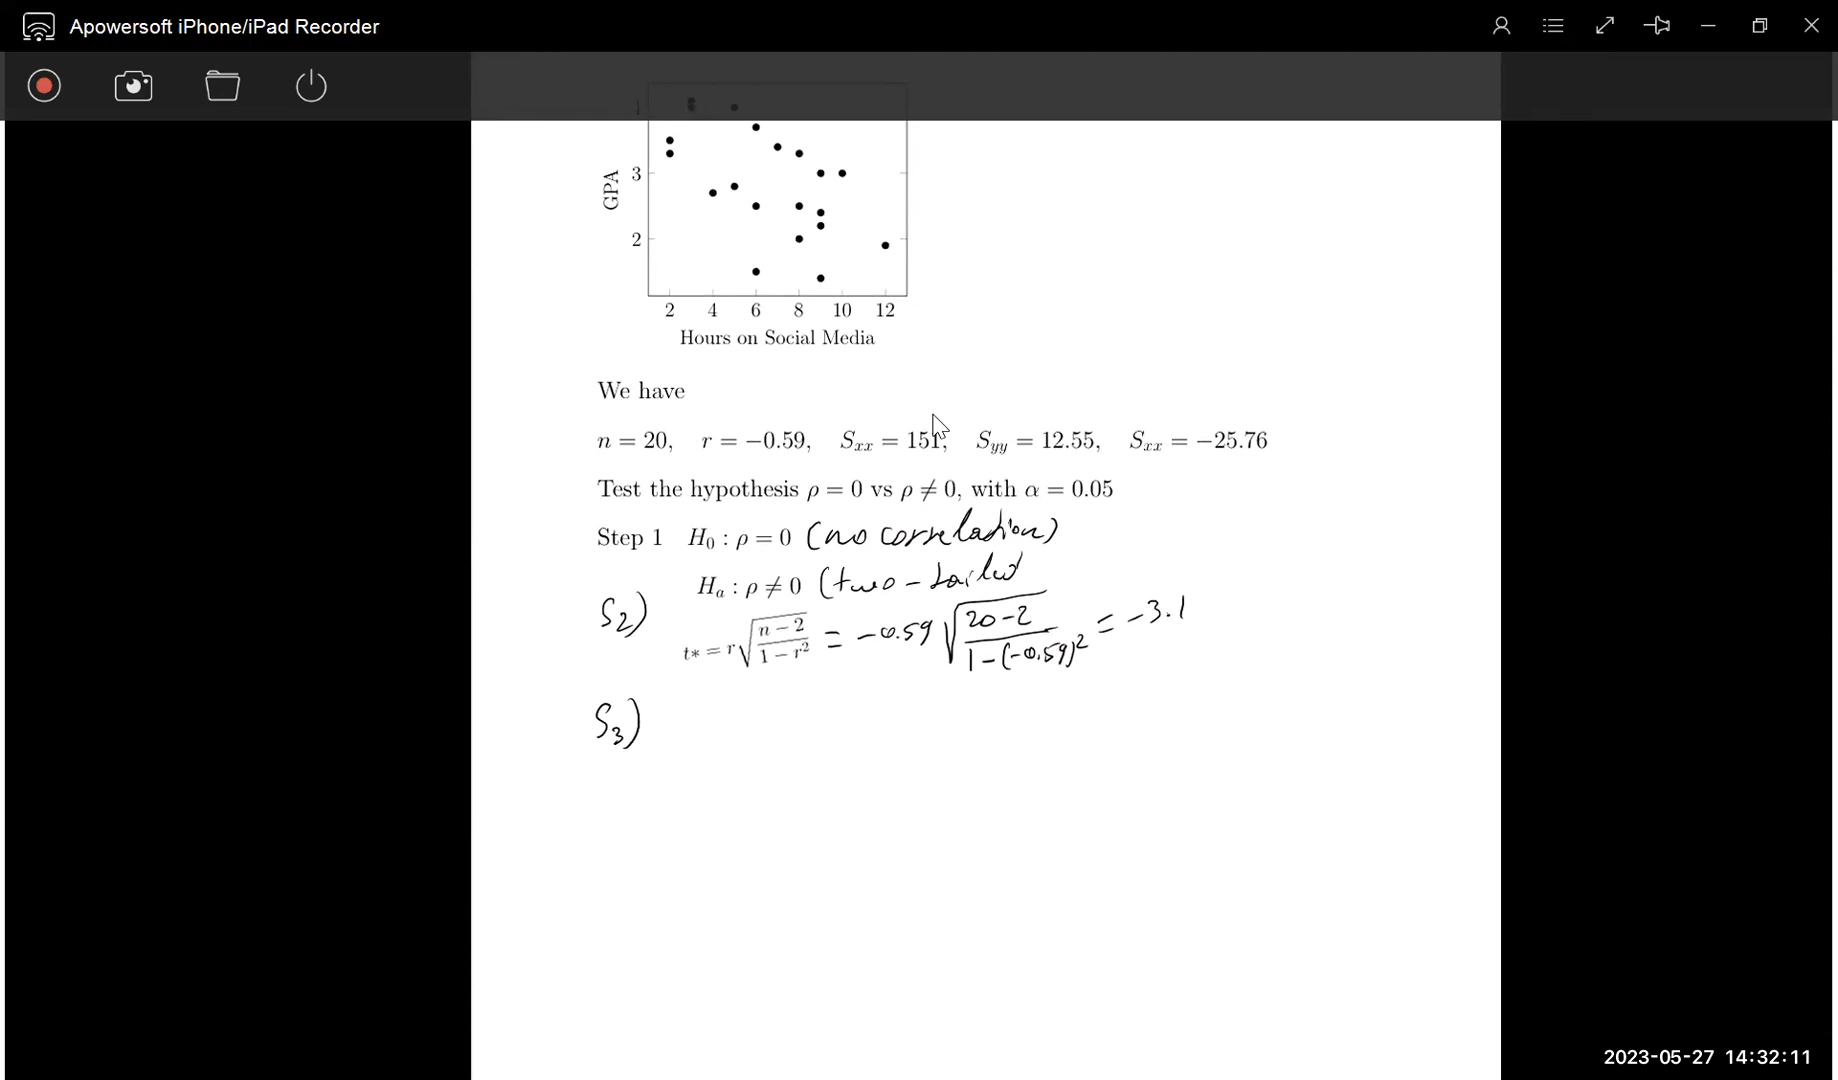 Apowersoft iPhone/iPad Recorder
GPA
3
2
2 4 6 8 10 12
Hours on Social Media
We have
n = 20, r = −0.59, Sxx = 151, Syy = 12.55, Sxx = −25.76
Test the hypothesis ρ = 0 vs ρ ≠ 0, with α = 0.05
Step 1 H₀ : ρ = 0 (no correlation)
Hₐ : ρ ≠ 0 (two-tailed
S2) t* = r√((n − 2)/(1 − r²)) = −0.59 √((20−2)/(1−(−0.59)²)) = −3.1
S3)
2023-05-27 14:32:11